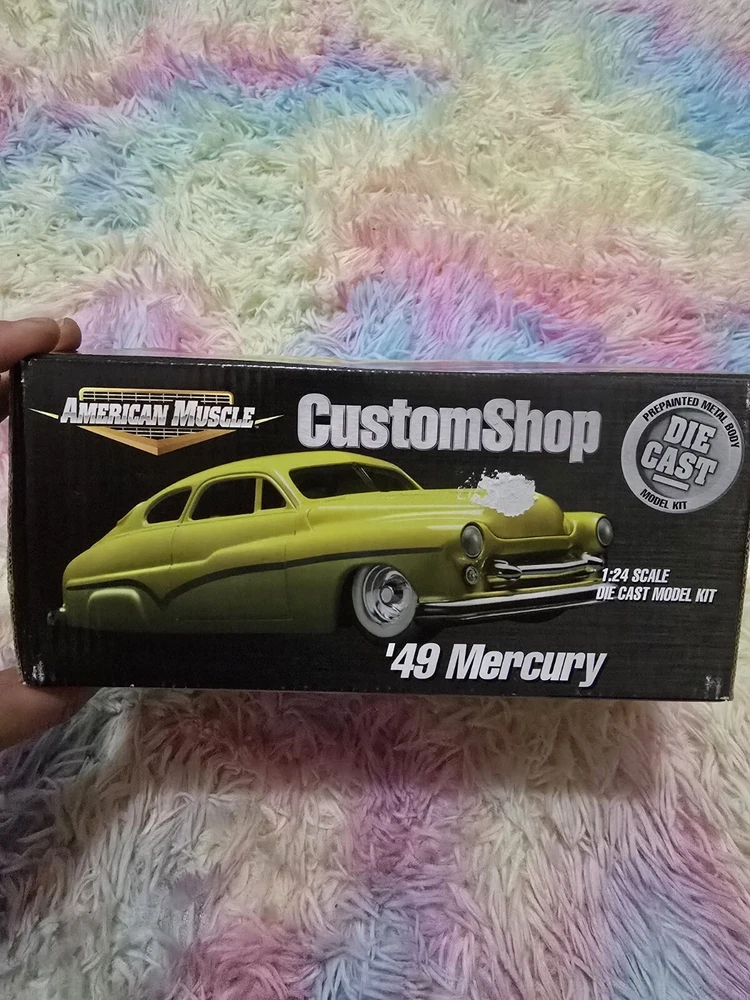 AMERICAN MUSCLE
CustomShop
PREPAINTED METAL BODY
DIE
CAST
MODEL KIT
1:24 SCALE
DIE CAST MODEL KIT
'49 Mercury